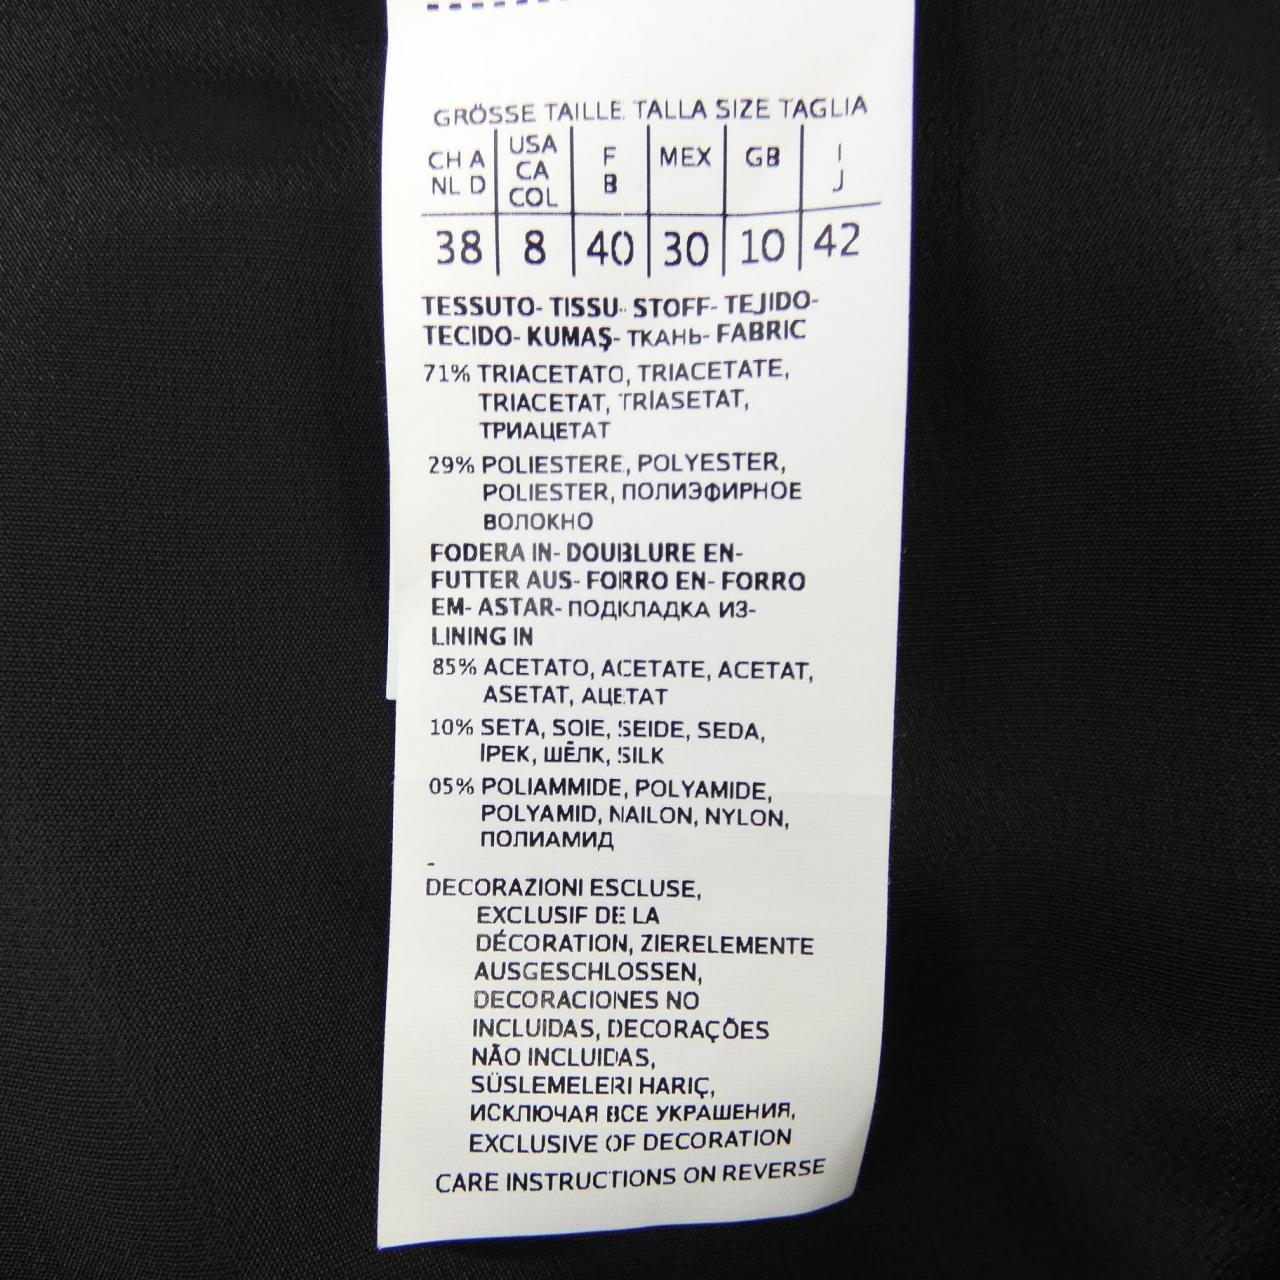 GRÖSSE TAILLE TALLA SIZE TAGLIA
CH A NL D USA CA COL F B MEX GB I J
38 8 40 30 10 42
TESSUTO- TISSU- STOFF- TEJIDO-
TECIDO- KUMAŞ- ТКАНЬ- FABRIC
71% TRIACETATO, TRIACETATE,
TRIACETAT, TRİASETAT,
ТРИАЦЕТАТ
29% POLIESTERE, POLYESTER,
POLIESTER, ПОЛИЭФИРНОЕ
ВОЛОКНО
FODERA IN- DOUBLURE EN-
FUTTER AUS- FORRO EN- FORRO
EM- ASTAR- ПОДКЛАДКА ИЗ-
LINING IN
85% ACETATO, ACETATE, ACETAT,
ASETAT, АЦЕТАТ
10% SETA, SOIE, SEIDE, SEDA,
İPEK, ШЁЛК, SILK
05% POLIAMMIDE, POLYAMIDE,
POLYAMID, NAILON, NYLON,
ПОЛИАМИД
-
DECORAZIONI ESCLUSE,
EXCLUSIF DE LA
DÉCORATION, ZIERELEMENTE
AUSGESCHLOSSEN,
DECORACIONES NO
INCLUIDAS, DECORAÇÕES
NÃO INCLUIDAS,
SÜSLEMELERI HARIÇ,
ИСКЛЮЧАЯ ВСЕ УКРАШЕНИЯ,
EXCLUSIVE OF DECORATION
CARE INSTRUCTIONS ON REVERSE